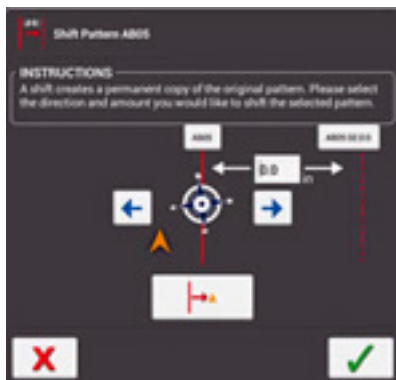 Shift Pattern AB05
INSTRUCTIONS
A shift creates a permanent copy of the original pattern. Please select
the direction and amount you would like to shift the selected pattern.
AB05
0.0
in